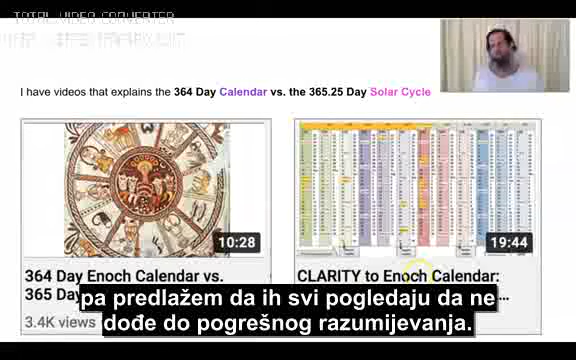 TOTAL VIDEO CONVERTER
I have videos that explains the 364 Day Calendar vs. the 365.25 Day Solar Cycle
10:28
19:44
364 Day Enoch Calendar vs.
365 Day
CLARITY to Enoch Calendar:
3.4K views
pa predlažem da ih svi pogledaju da ne
dođe do pogrešnog razumijevanja.